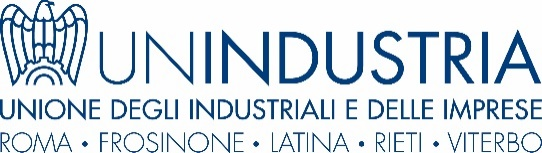 UNINDUSTRIA
UNIONE DEGLI INDUSTRIALI E DELLE IMPRESE
ROMA • FROSINONE • LATINA • RIETI • VITERBO